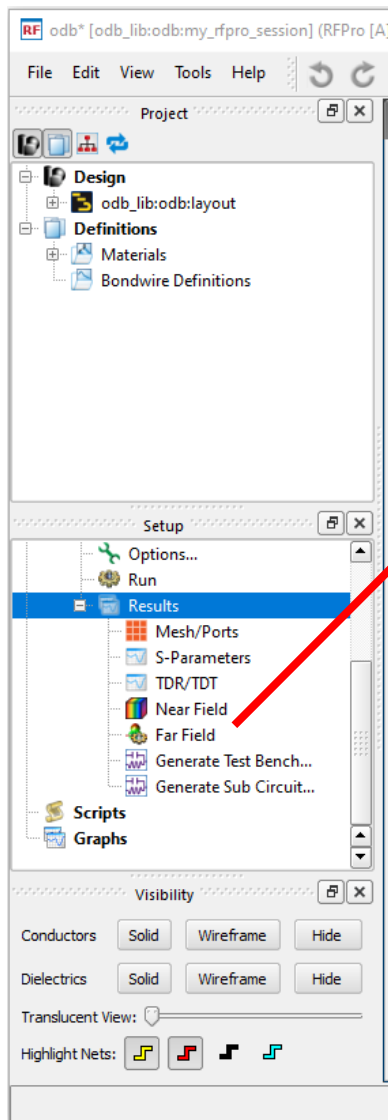 RF odb* [odb_lib:odb:my_rfpro_session] (RFPro [A]
File Edit View Tools Help
Project
Design
odb_lib:odb:layout
Definitions
Materials
Bondwire Definitions
Setup
Options...
Run
Results
Mesh/Ports
S-Parameters
TDR/TDT
Near Field
Far Field
Generate Test Bench...
Generate Sub Circuit...
Scripts
Graphs
Visibility
Conductors Solid Wireframe Hide
Dielectrics Solid Wireframe Hide
Translucent View:
Highlight Nets: